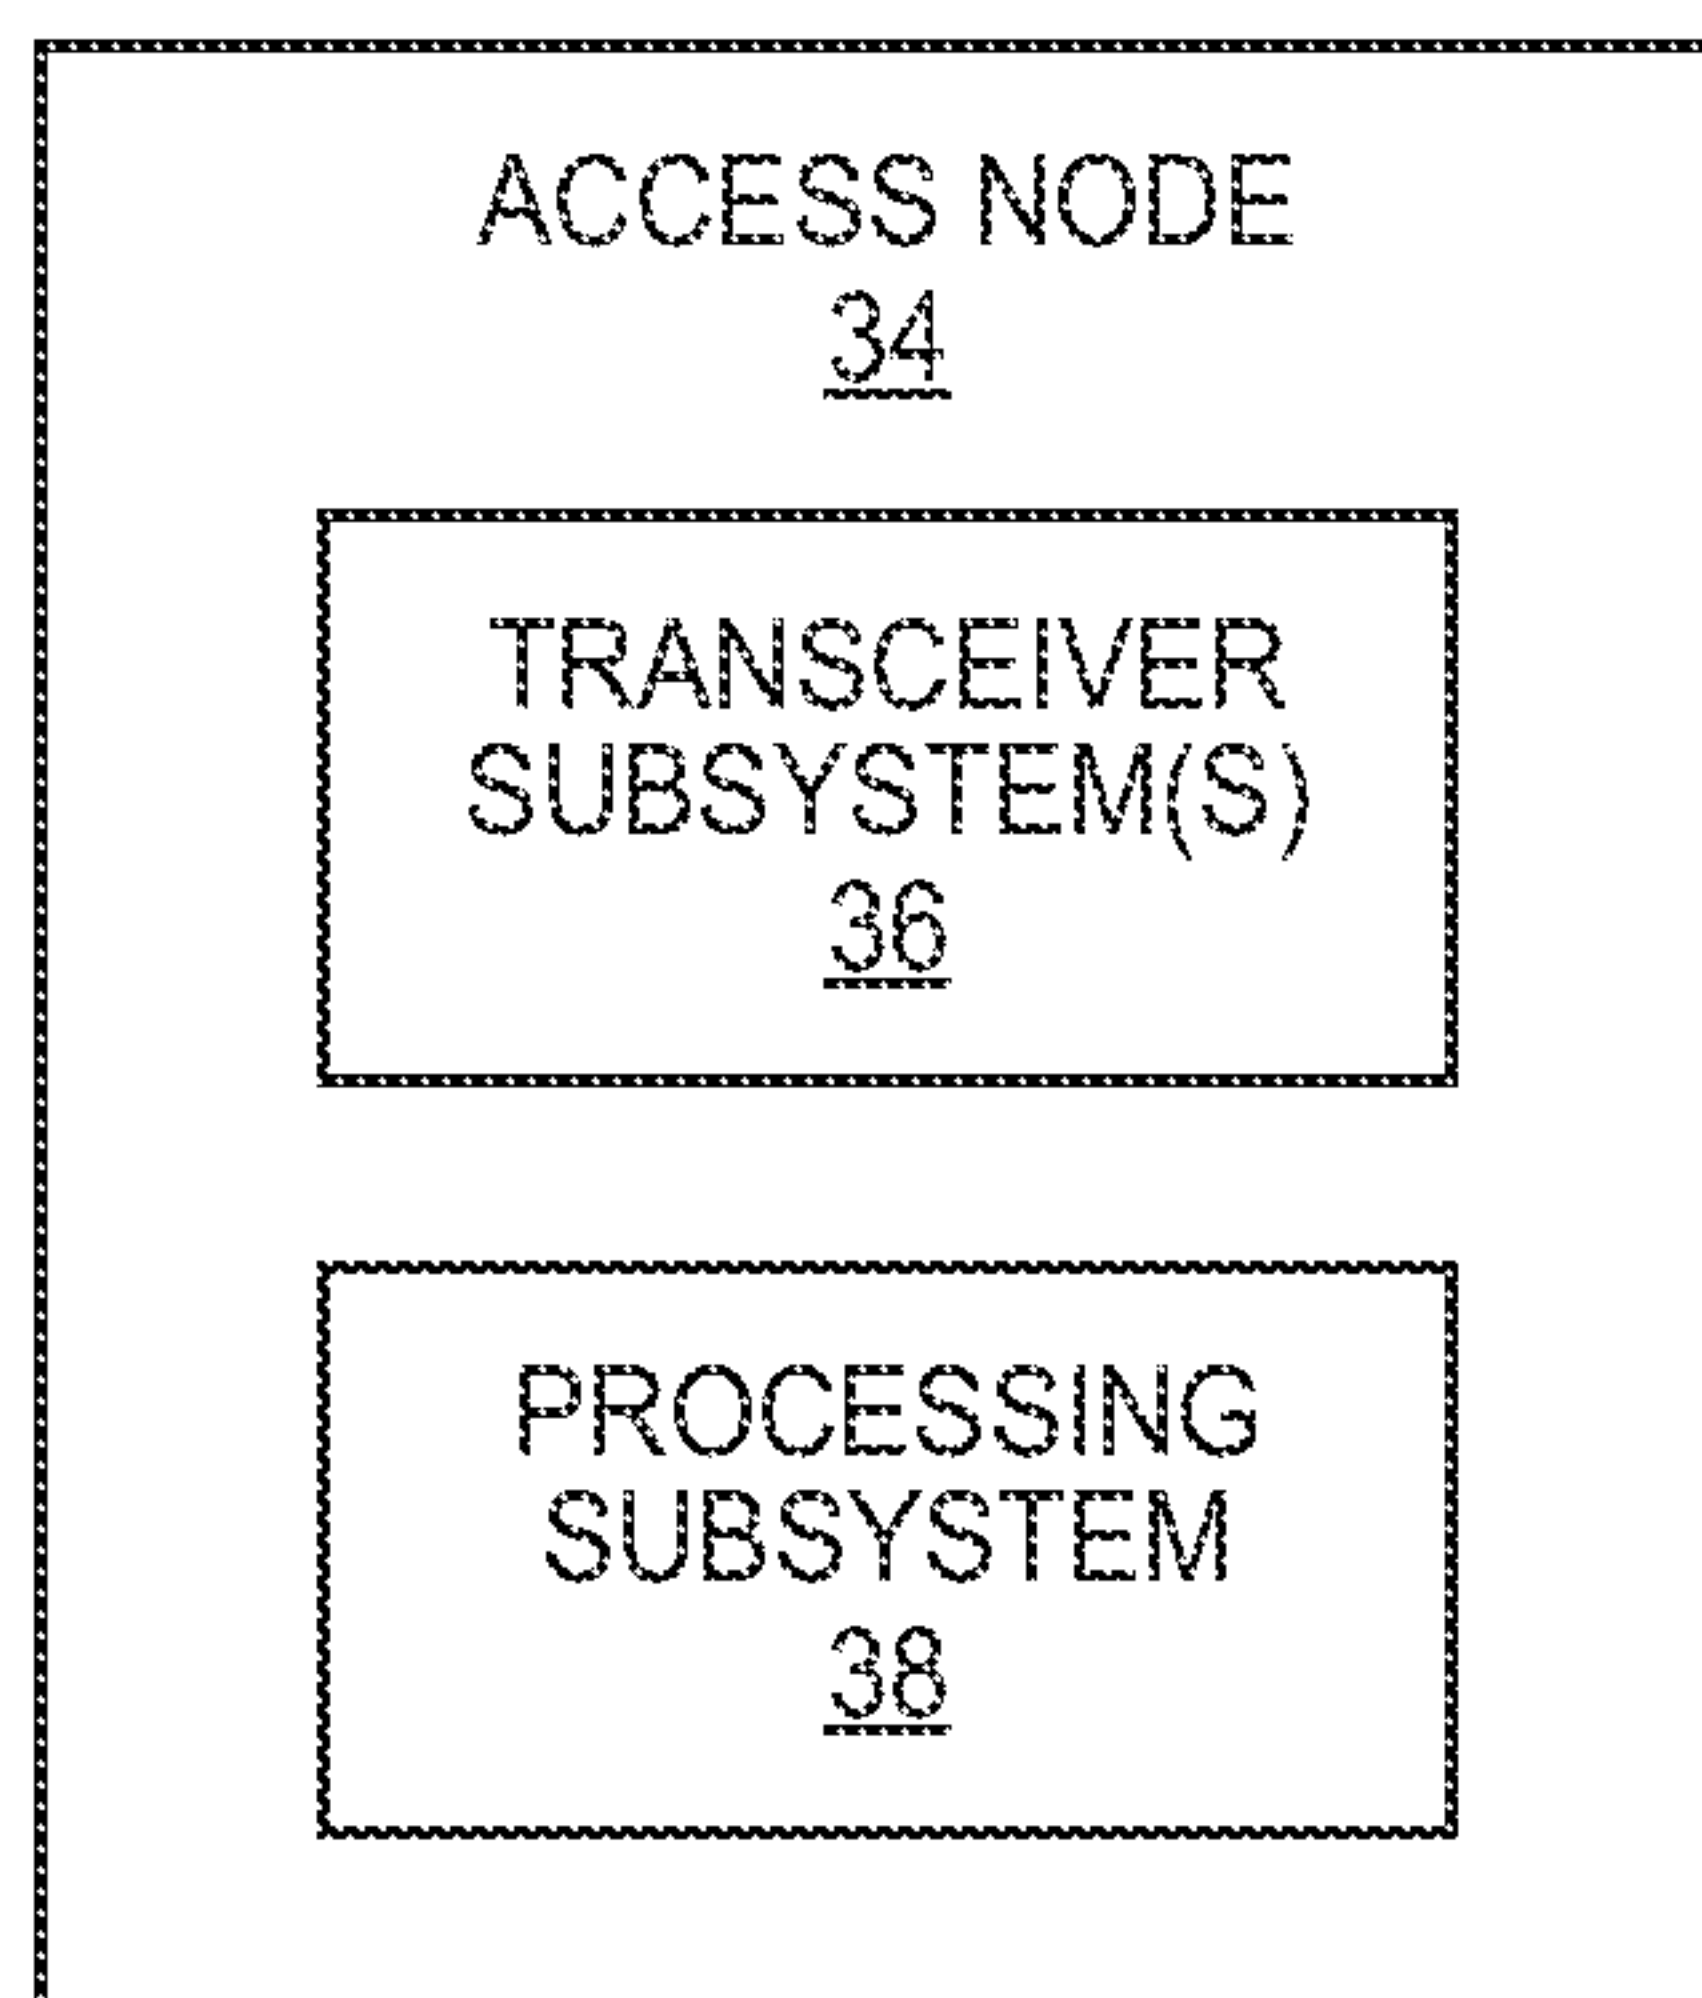 ACCESS NODE
34
TRANSCEIVER
SUBSYSTEM(S)
36
PROCESSING
SUBSYSTEM
38